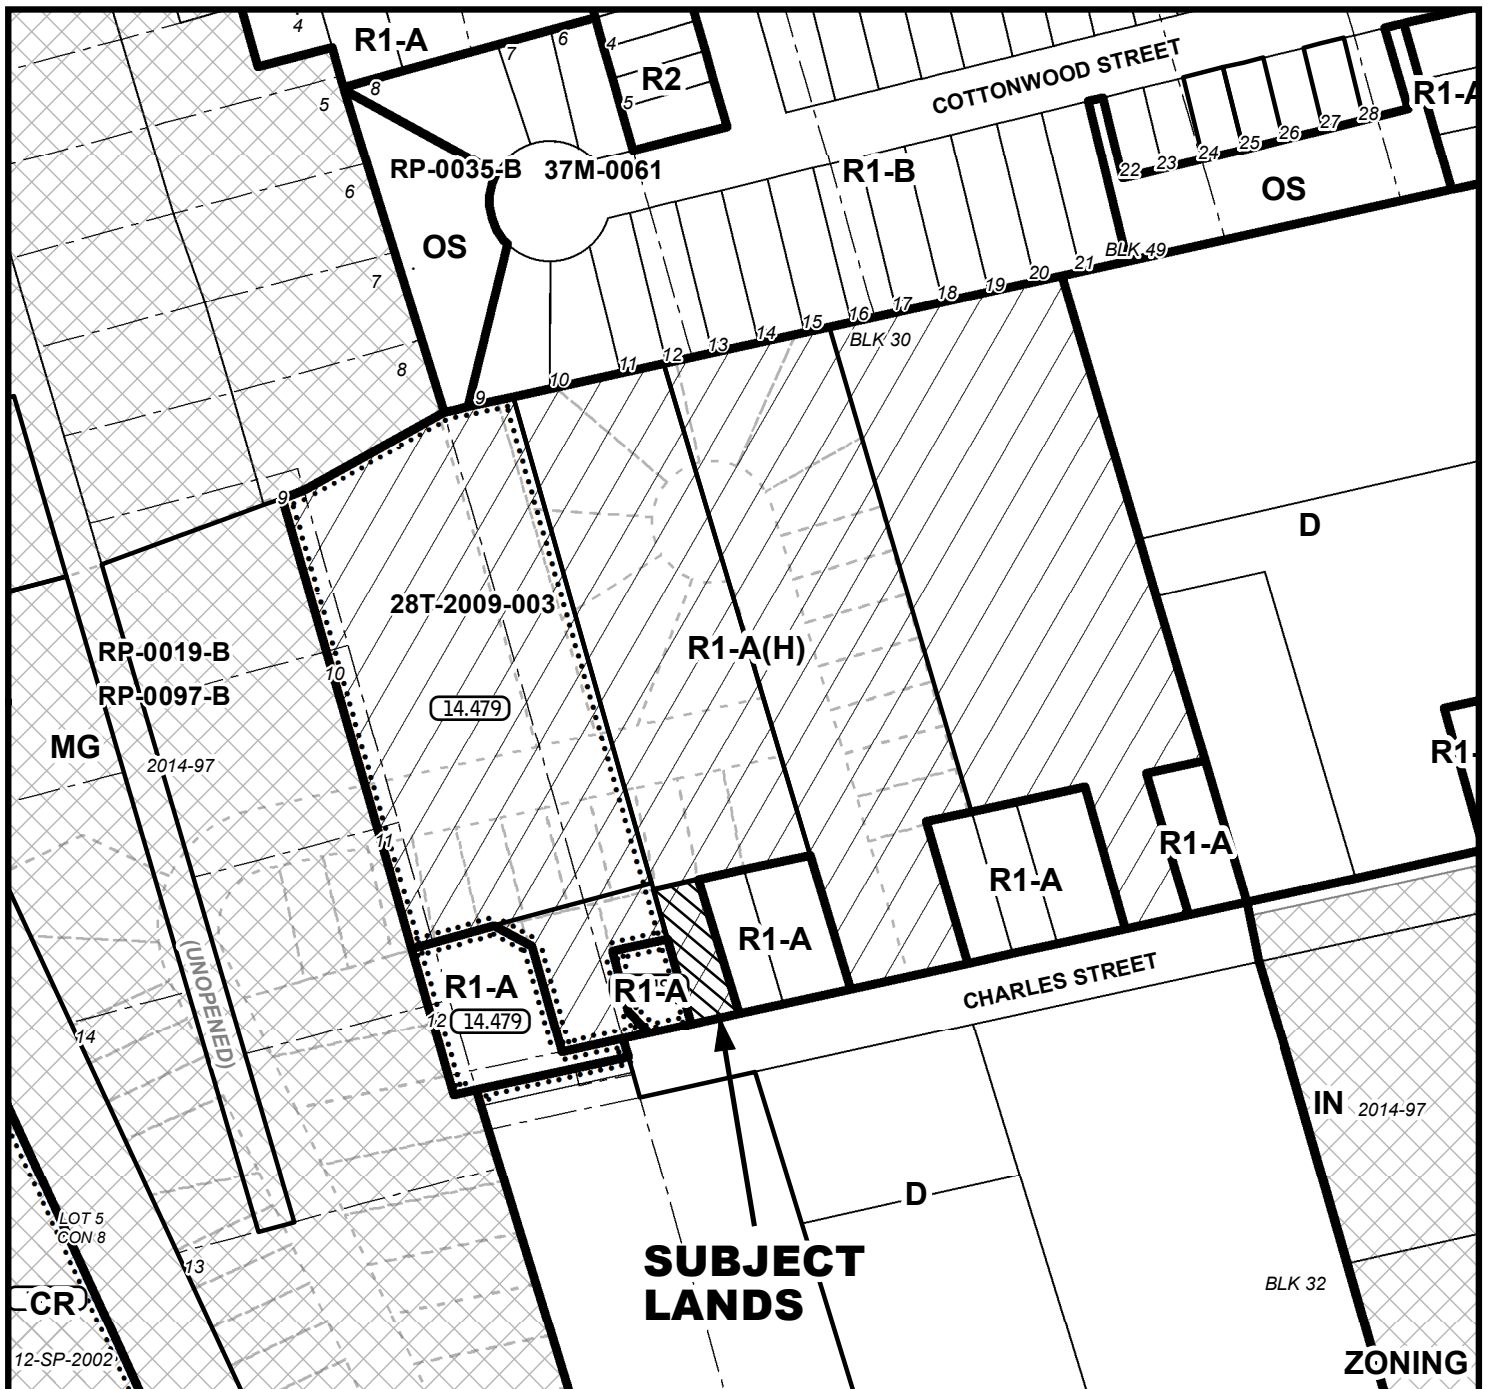 4
R1-A
6
7
4
R2
COTTONWOOD STREET
R1-A
8
5
5
28
27
26
25
24
23
22
RP-0035-B
37M-0061
R1-B
OS
6
OS
BLK 49
21
20
19
18
17
16
15
14
13
12
11
10
9
7
BLK 30
8
9
D
28T-2009-003
R1-A(H)
RP-0019-B
10
RP-0097-B
14.479
MG
2014-97
R1-
11
R1-A
R1-A
R1-A
R1-A
R1-A
CHARLES STREET
(UNOPENED)
12
14.479
14
IN
2014-97
D
LOT 5
CON 8
13
SUBJECT
LANDS
BLK 32
CR
12-SP-2002
ZONING